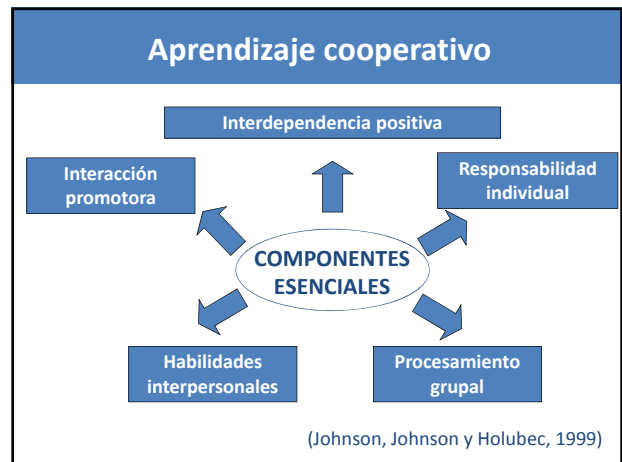 Aprendizaje cooperativo
Interdependencia positiva
Interacción
promotora
Responsabilidad
individual
COMPONENTES
ESENCIALES
Habilidades
interpersonales
Procesamiento
grupal
(Johnson, Johnson y Holubec, 1999)